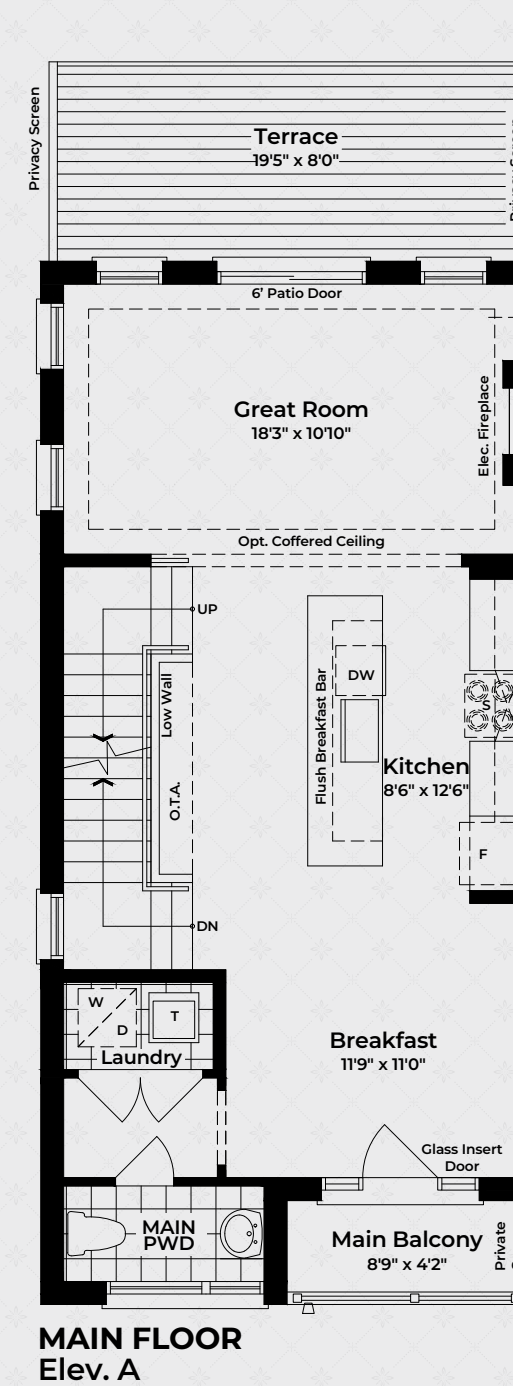 Privacy Screen
Terrace
19'5" x 8'0"
6' Patio Door
Great Room
18'3" x 10'10"
Elec. Fireplace
Opt. Coffered Ceiling
UP
Low Wall
O.T.A.
DN
Flush Breakfast Bar
DW
S
Kitchen
8'6" x 12'6"
F
W
D
T
Laundry
Breakfast
11'9" x 11'0"
Glass Insert
Door
MAIN
PWD
Main Balcony
8'9" x 4'2"
Private
MAIN FLOOR
Elev. A